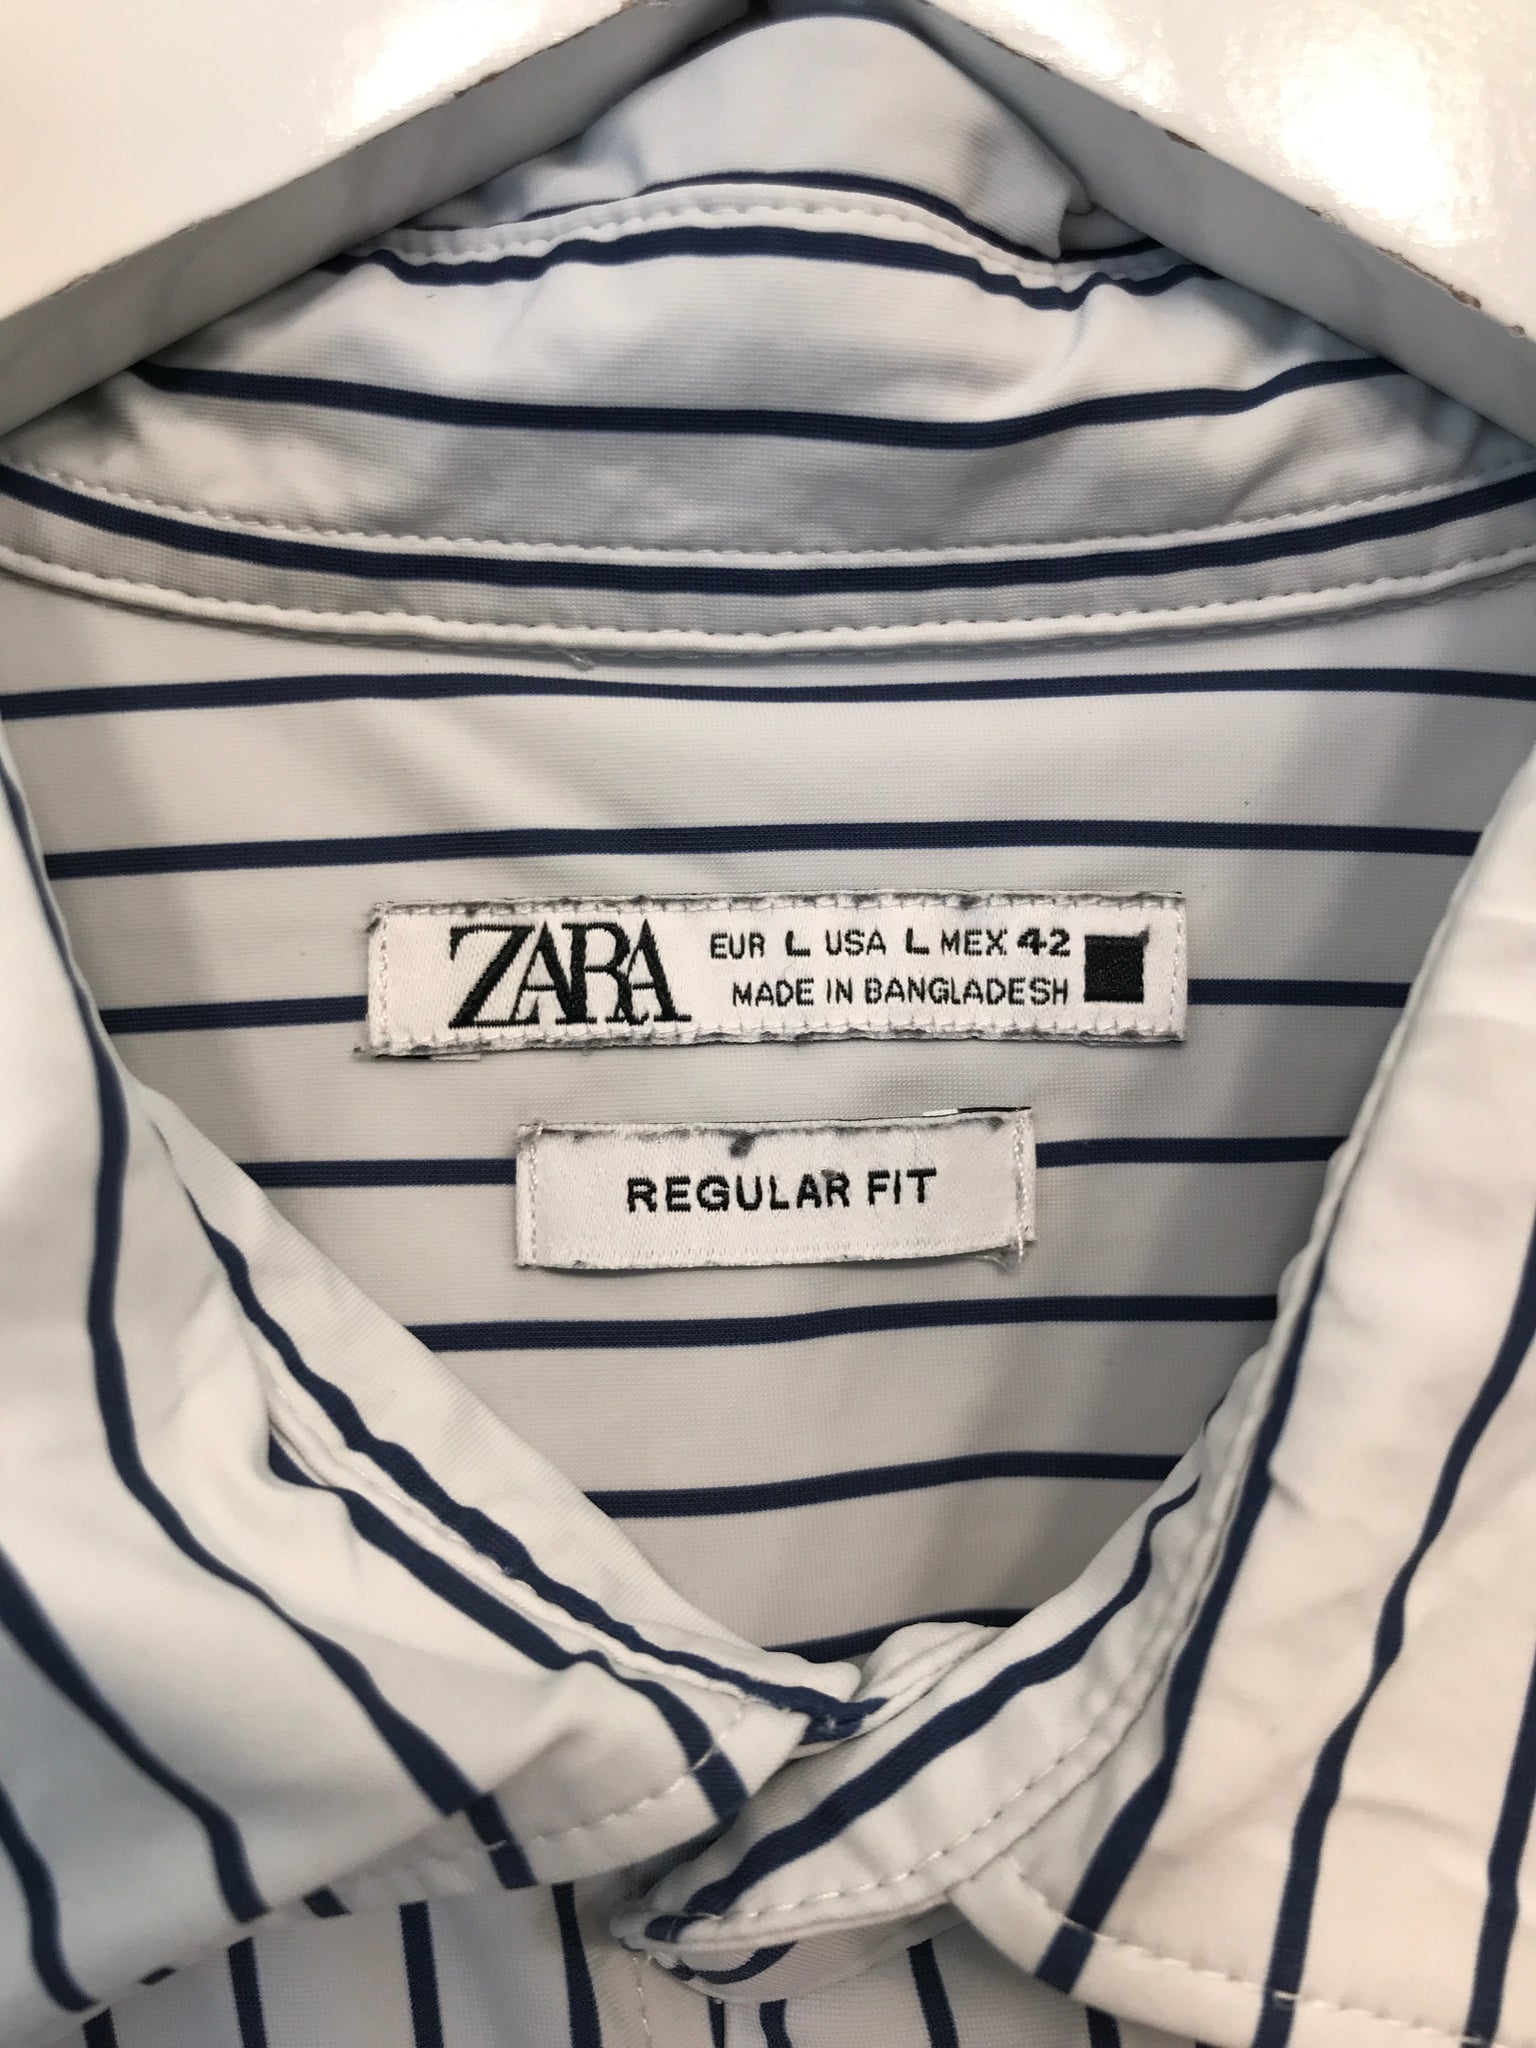 ZARA
EUR L USA L MEX 42
MADE IN BANGLADESH
REGULAR FIT